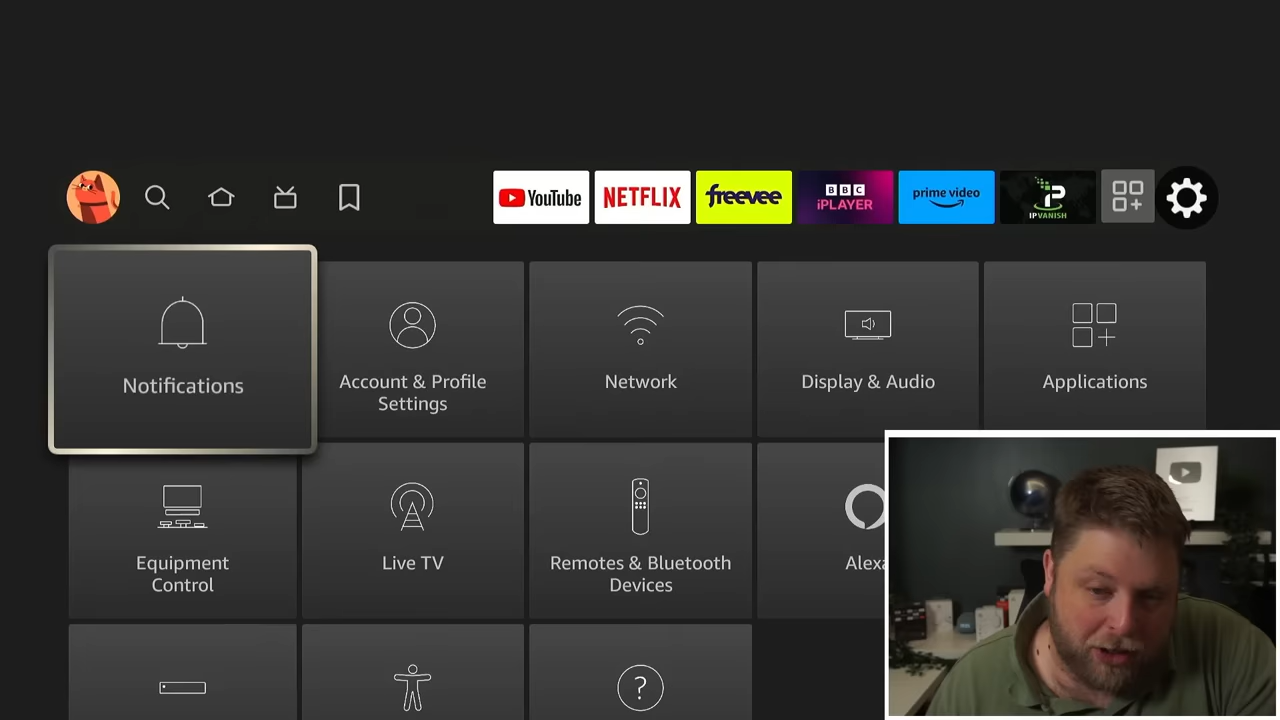 YouTube
NETFLIX
freevee
BBC
iPLAYER
prime video
IPVANISH
Notifications
Account & Profile
Settings
Network
Display & Audio
Applications
Equipment
Control
Live TV
Remotes & Bluetooth
Devices
Alexa
?